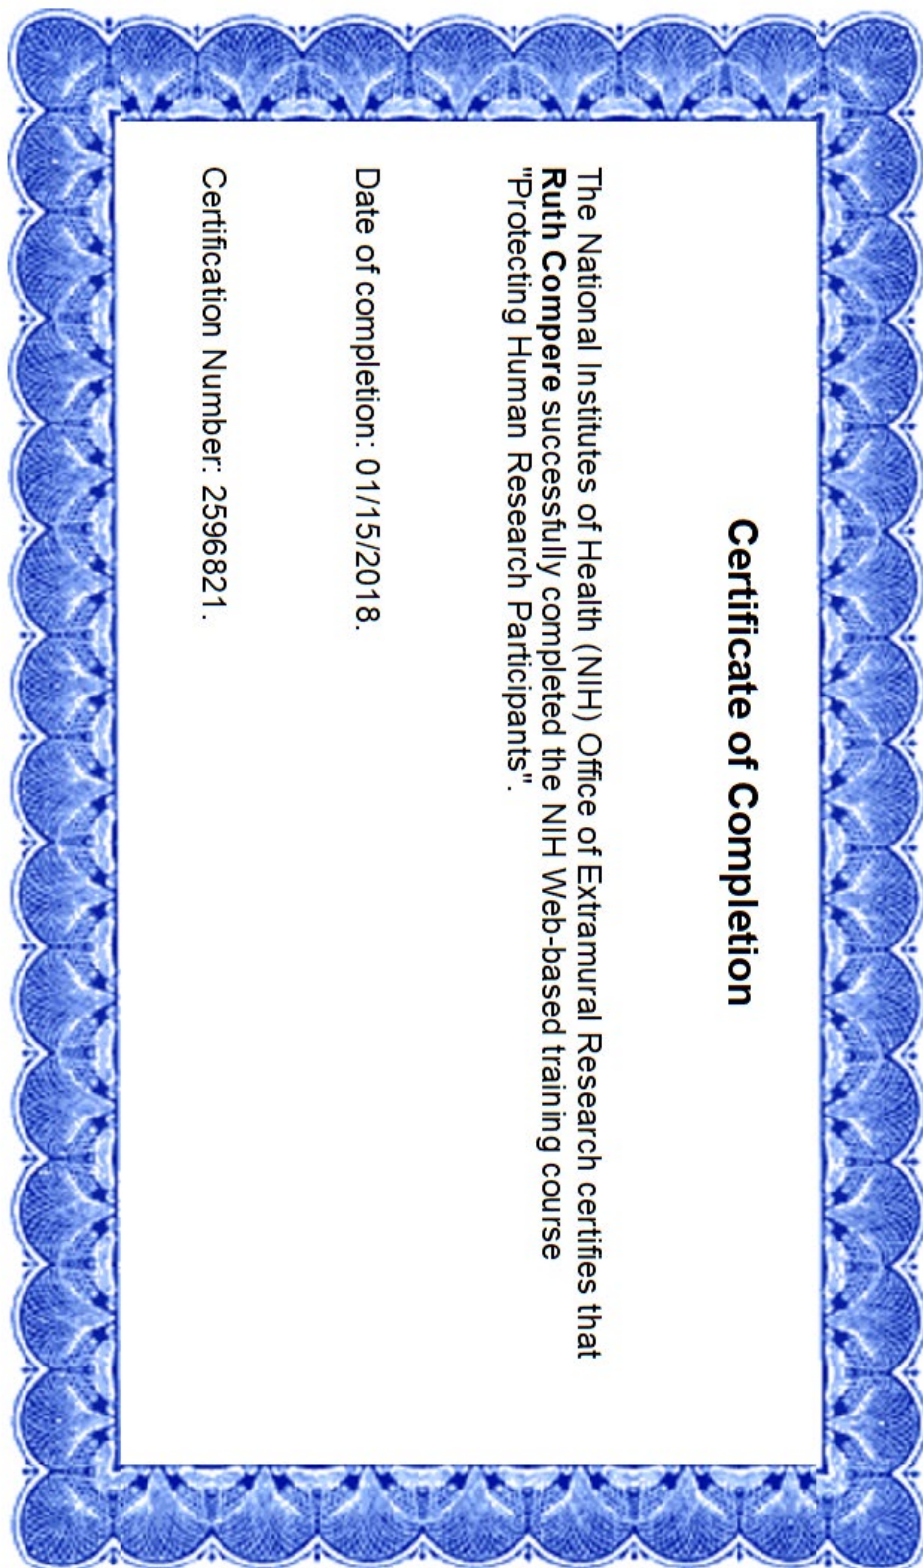 Certificate of Completion
The National Institutes of Health (NIH) Office of Extramural Research certifies that
Ruth Compere successfully completed the NIH Web-based training course
"Protecting Human Research Participants".
Date of completion: 01/15/2018.
Certification Number: 2596821.